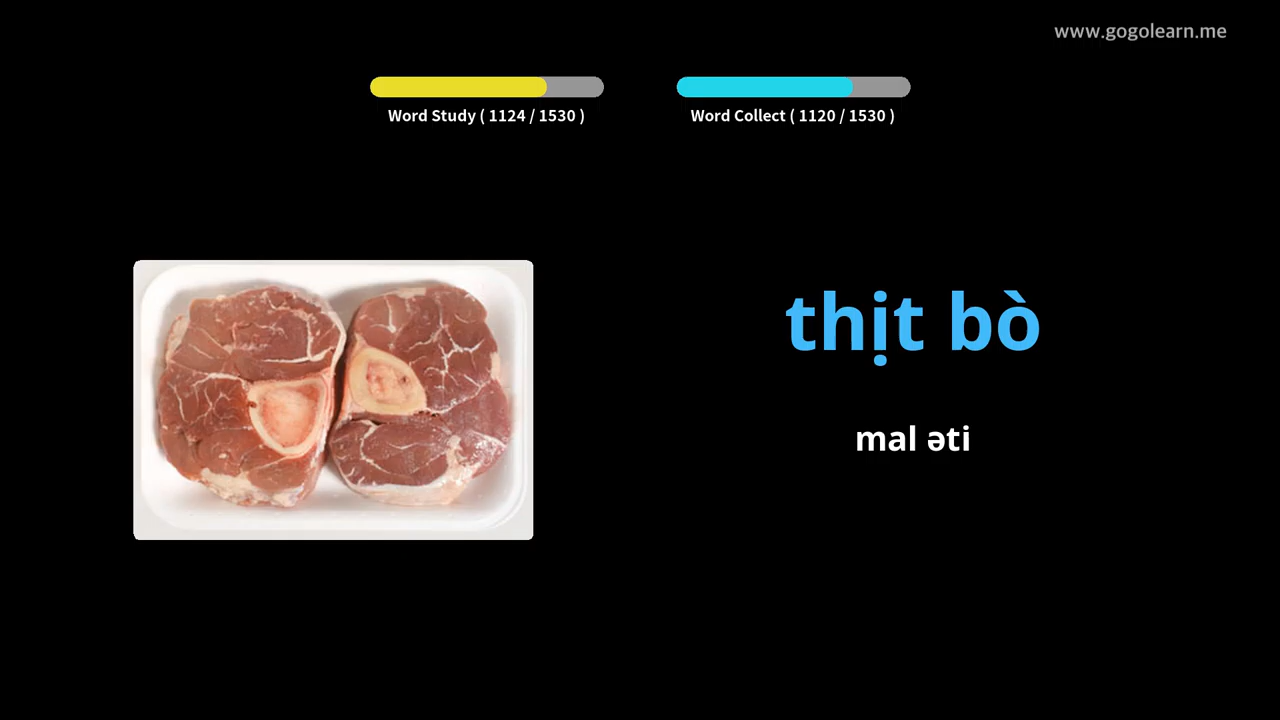 www.gogolearn.me
Word Study ( 1124 / 1530 )
Word Collect ( 1120 / 1530 )
thịt bò
mal əti